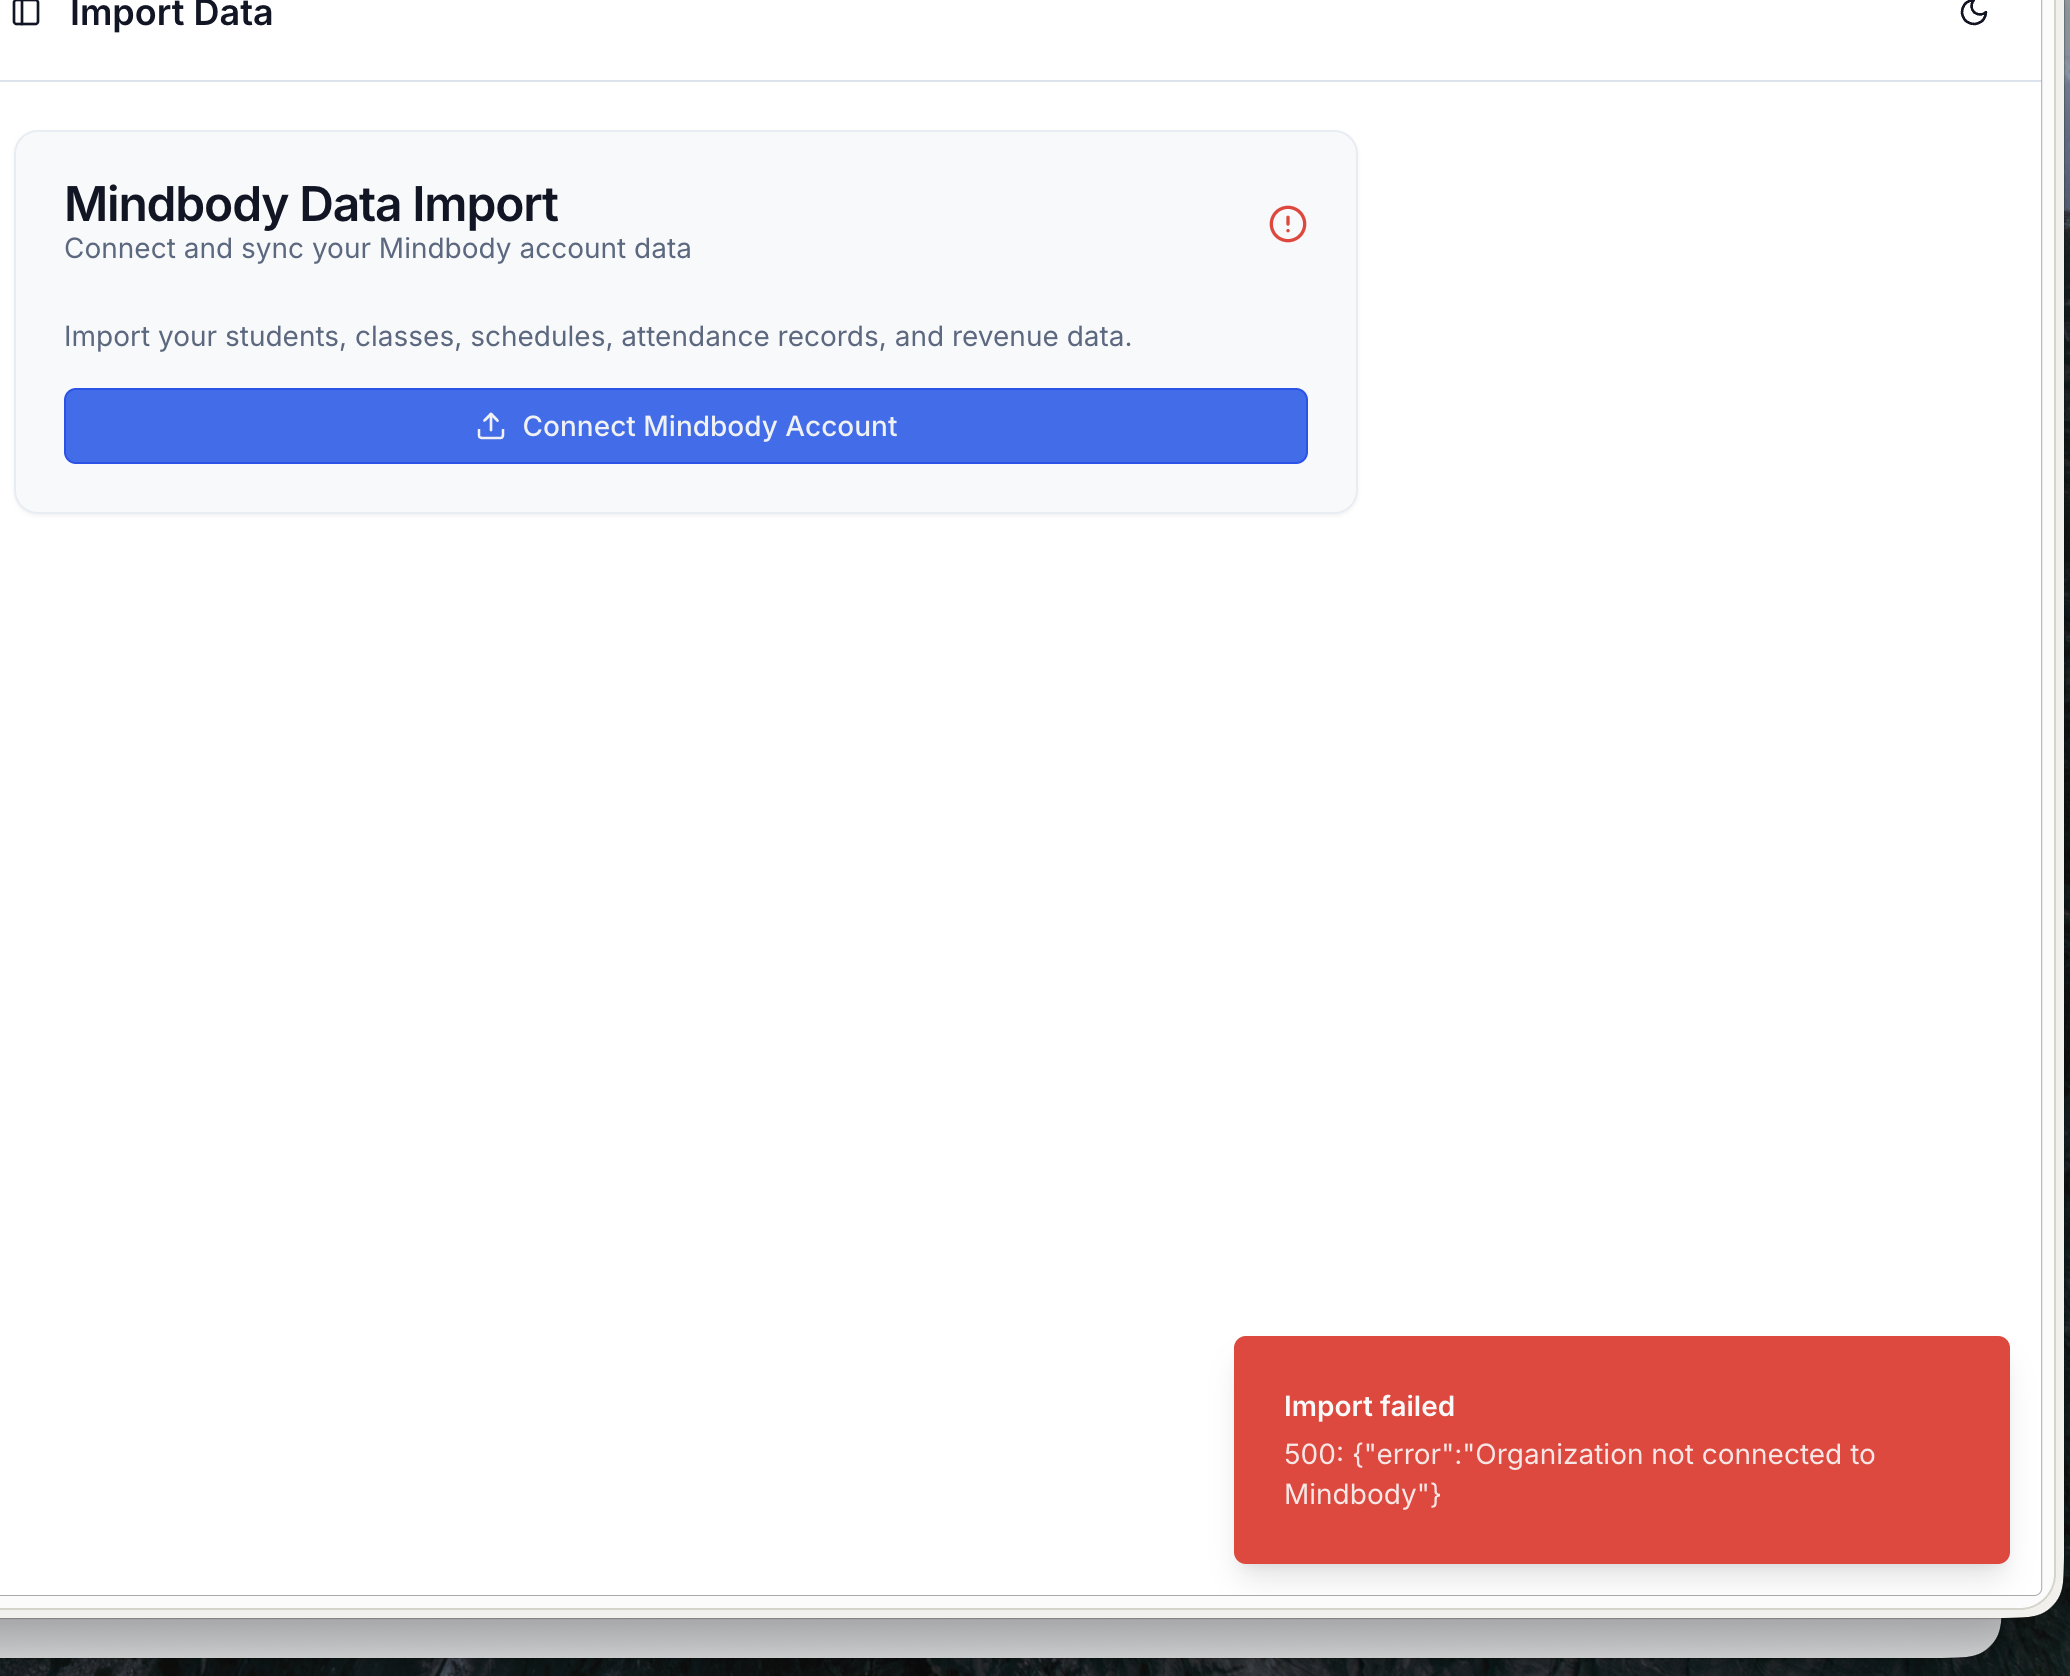 Import Data
Mindbody Data Import
Connect and sync your Mindbody account data
Import your students, classes, schedules, attendance records, and revenue data.
Connect Mindbody Account
Import failed
500: {"error":"Organization not connected to
Mindbody"}